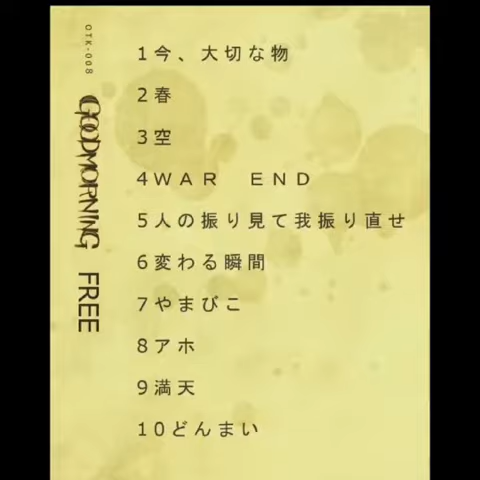 OTK-008
GOODMORNING FREE
1今、大切な物
2春
3空
4WAR END
5人の振り見て我振り直せ
6変わる瞬間
7やまびこ
8アホ
9満天
10どんまい